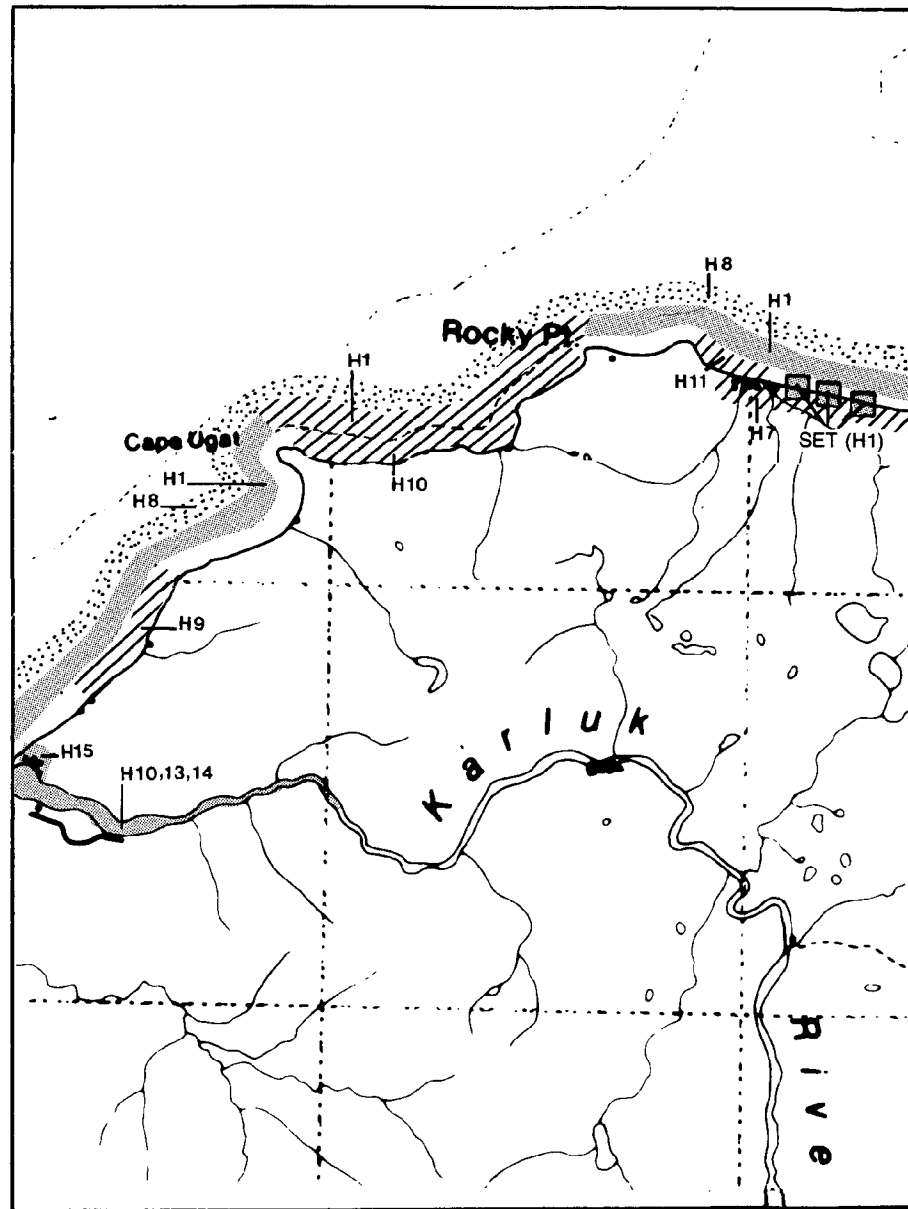 H8
H1
Rocky Pt.
H1
H11
H7
SET (H1)
Cape Ugat
H1
H8
H10
H9
Karluk
H15
H10,13,14
Rive